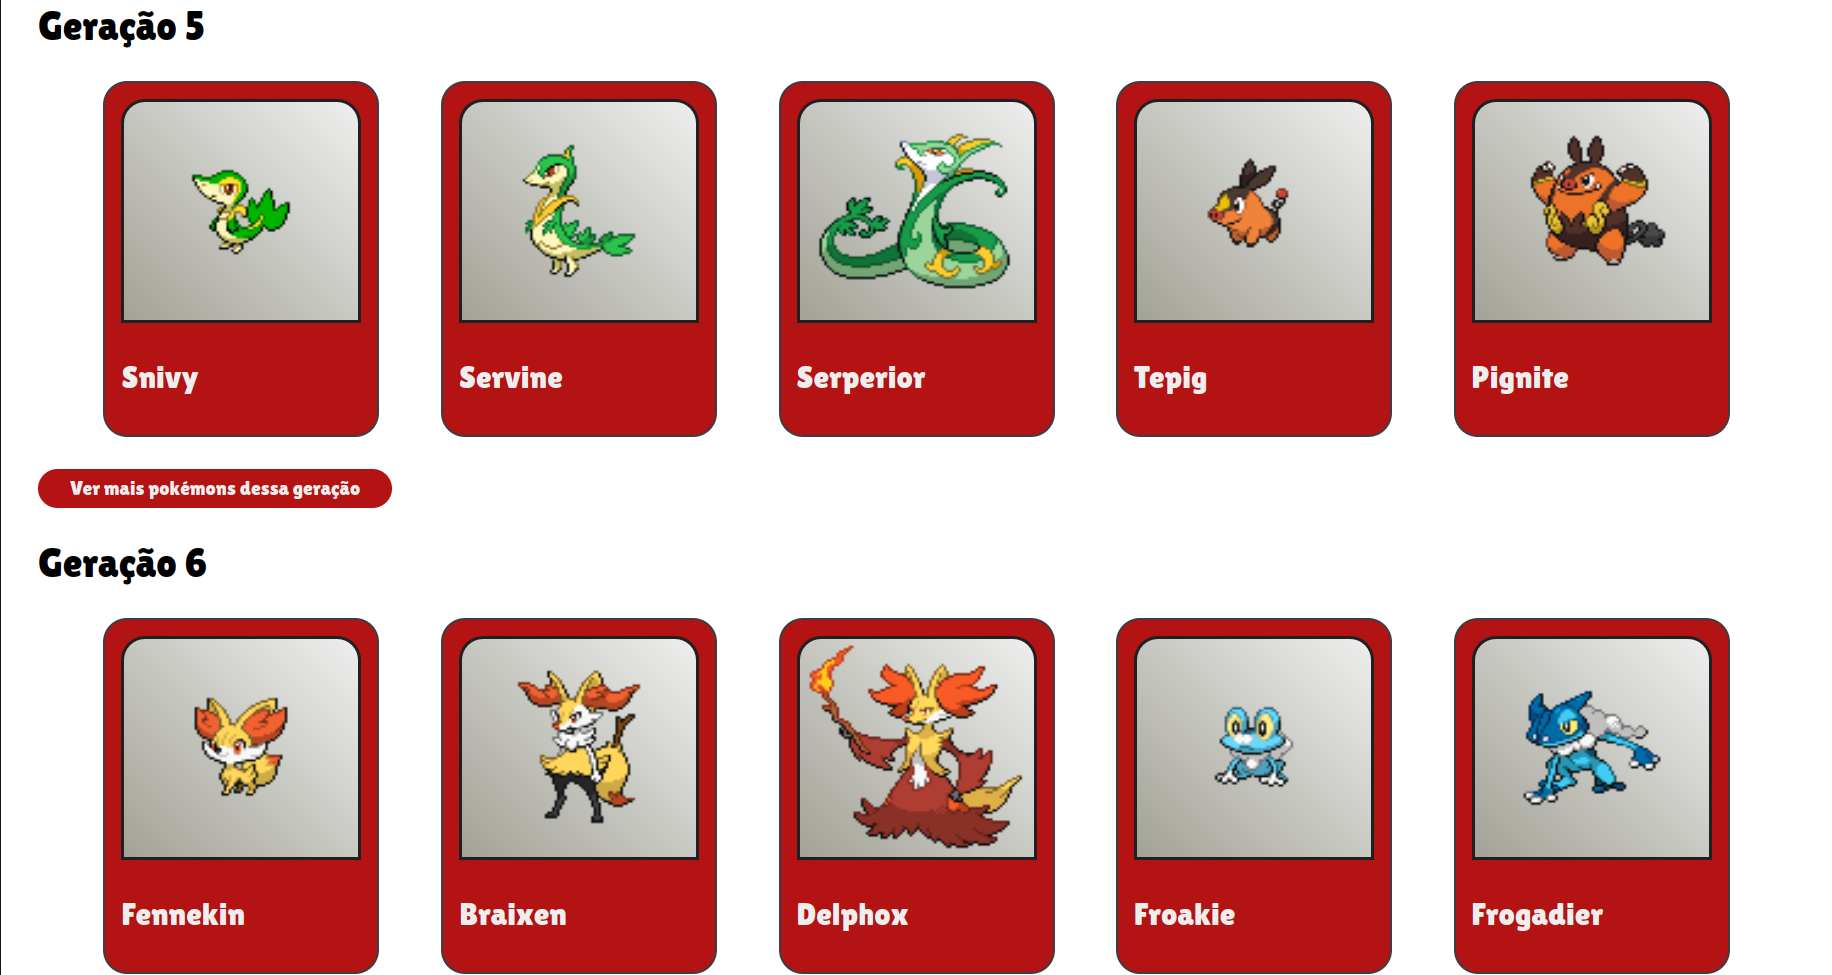 Geração 5
Snivy
Servine
Serperior
Tepig
Pignite
Ver mais pokémons dessa geração
Geração 6
Fennekin
Braixen
Delphox
Froakie
Frogadier